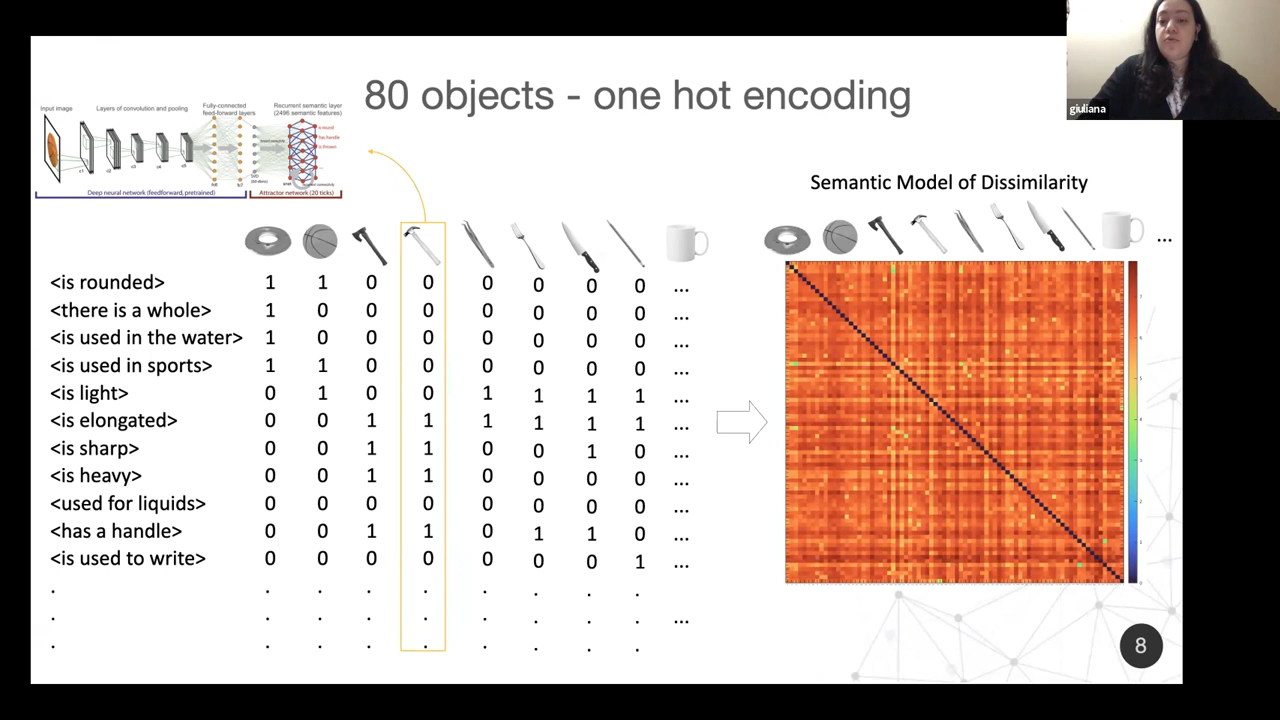 giuliana
80 objects - one hot encoding
Input image
Layers of convolution and pooling
Fully-connected
feed-forward layers
Recurrent semantic layer
(2496 semantic features)
is round
has handle
is thrown
Deep neural network (feedforward, pretrained)
Attractor network (20 ticks)
Semantic Model of Dissimilarity
...
<is rounded> 1 1 0 0 0 0 0 0 ...
<there is a whole> 1 0 0 0 0 0 0 0 ...
<is used in the water> 1 0 0 0 0 0 0 0 ...
<is used in sports> 1 1 0 0 0 0 0 0 ...
<is light> 0 1 0 0 1 1 1 1 ...
<is elongated> 0 0 1 1 1 1 1 1 ...
<is sharp> 0 0 1 1 0 0 1 0 ...
<is heavy> 0 0 1 1 0 0 0 0 ...
<used for liquids> 0 0 0 0 0 0 0 0 ...
<has a handle> 0 0 1 1 0 1 1 0 ...
<is used to write> 0 0 0 0 0 0 0 1 ...
. . . . . . . . .
. . . . . . . . . ...
. . . . . . . . .
8